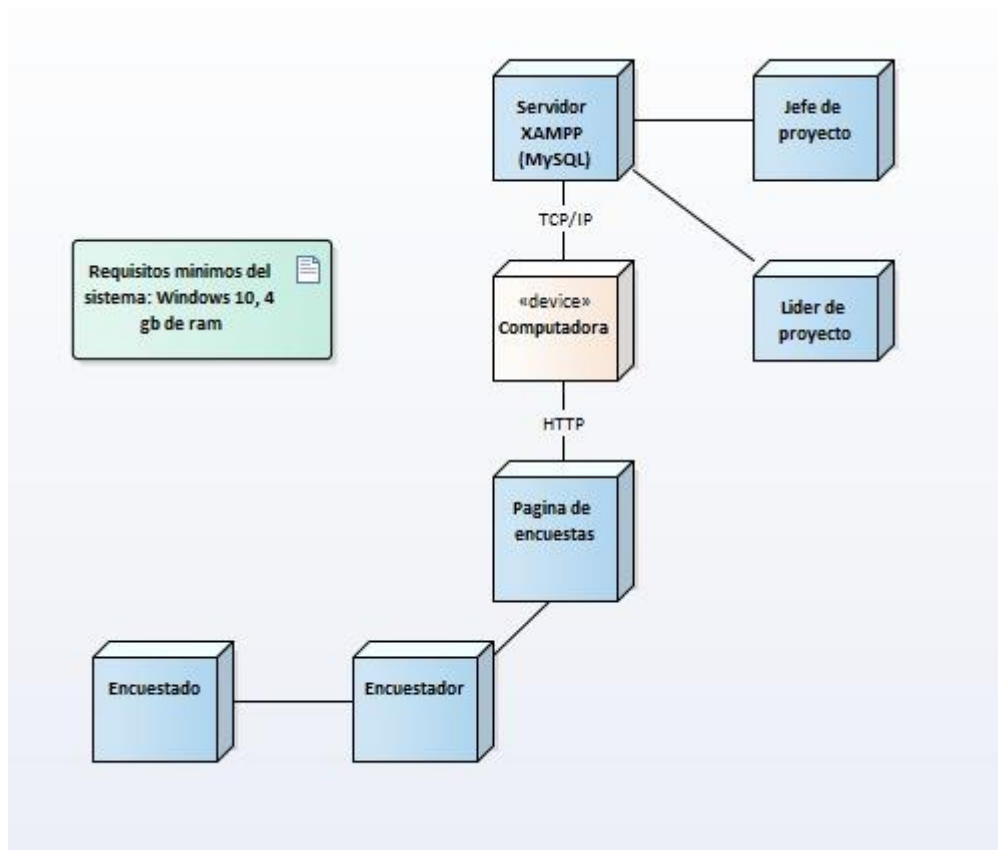 Servidor
XAMPP
(MySQL)
Jefe de
proyecto
TCP/IP
Requisitos minimos del
sistema: Windows 10, 4
gb de ram
«device»
Computadora
Lider de
proyecto
HTTP
Pagina de
encuestas
Encuestado
Encuestador